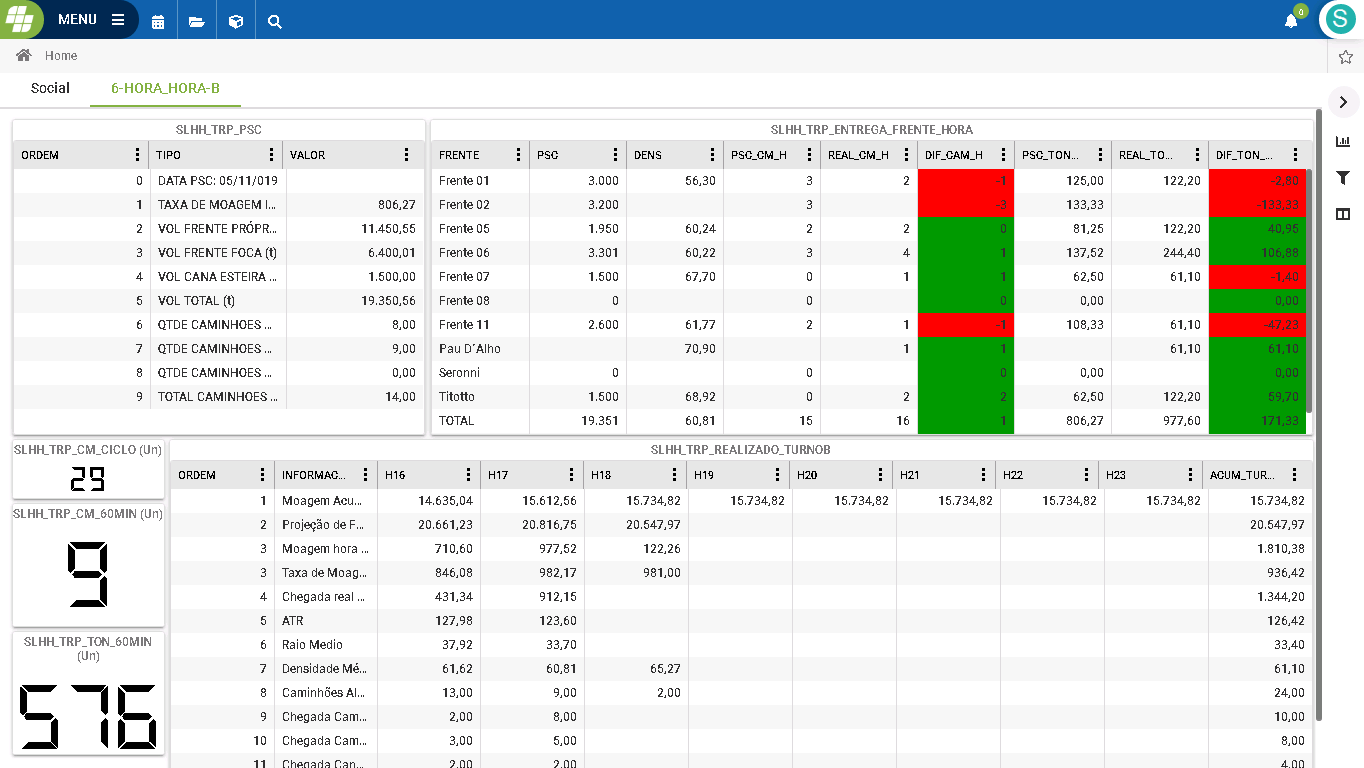 MENU
0
S
Home
Social 6-HORA_HORA-B
SLHH_TRP_PSC
ORDEM TIPO VALOR
0 DATA PSC: 05/11/019
1 TAXA DE MOAGEM I... 806,27
2 VOL FRENTE PRÓPR... 11.450,55
3 VOL FRENTE FOCA (t) 6.400,01
4 VOL CANA ESTEIRA ... 1.500,00
5 VOL TOTAL (t) 19.350,56
6 QTDE CAMINHOES ... 8,00
7 QTDE CAMINHOES ... 9,00
8 QTDE CAMINHOES ... 0,00
9 TOTAL CAMINHOES ... 14,00
SLHH_TRP_ENTREGA_FRENTE_HORA
FRENTE PSC DENS PSC_CM_H REAL_CM_H DIF_CAM_H PSC_TON... REAL_TO... DIF_TON_...
Frente 01 3.000 56,30 3 2 -1 125,00 122,20 -2,80
Frente 02 3.200 3 -3 133,33 -133,33
Frente 05 1.950 60,24 2 2 0 81,25 122,20 40,95
Frente 06 3.301 60,22 3 4 1 137,52 244,40 106,88
Frente 07 1.500 67,70 0 1 1 62,50 61,10 -1,40
Frente 08 0 0 0 0,00 0,00
Frente 11 2.600 61,77 2 1 -1 108,33 61,10 -47,23
Pau D´Alho 70,90 1 1 61,10 61,10
Seronni 0 0 0 0,00 0,00
Titotto 1.500 68,92 0 2 2 62,50 122,20 59,70
TOTAL 19.351 60,81 15 16 1 806,27 977,60 171,33
SLHH_TRP_CM_CICLO (Un)
29
SLHH_TRP_CM_60MIN (Un)
9
SLHH_TRP_TON_60MIN
(Un)
576
SLHH_TRP_REALIZADO_TURNOB
ORDEM INFORMAC... H16 H17 H18 H19 H20 H21 H22 H23 ACUM_TUR...
1 Moagem Acu... 14.635,04 15.612,56 15.734,82 15.734,82 15.734,82 15.734,82 15.734,82 15.734,82 15.734,82
2 Projeção de F... 20.661,23 20.816,75 20.547,97 20.547,97
3 Moagem hora ... 710,60 977,52 122,26 1.810,38
3 Taxa de Moag... 846,08 982,17 981,00 936,42
4 Chegada real ... 431,34 912,15 1.344,20
5 ATR 127,98 123,60 126,42
6 Raio Medio 37,92 33,70 33,40
7 Densidade Mé... 61,62 60,81 65,27 61,10
8 Caminhões Al... 13,00 9,00 2,00 24,00
9 Chegada Cam... 2,00 8,00 10,00
10 Chegada Cam... 3,00 5,00 8,00
11 Chegada Can... 2,00 2,00 4,00